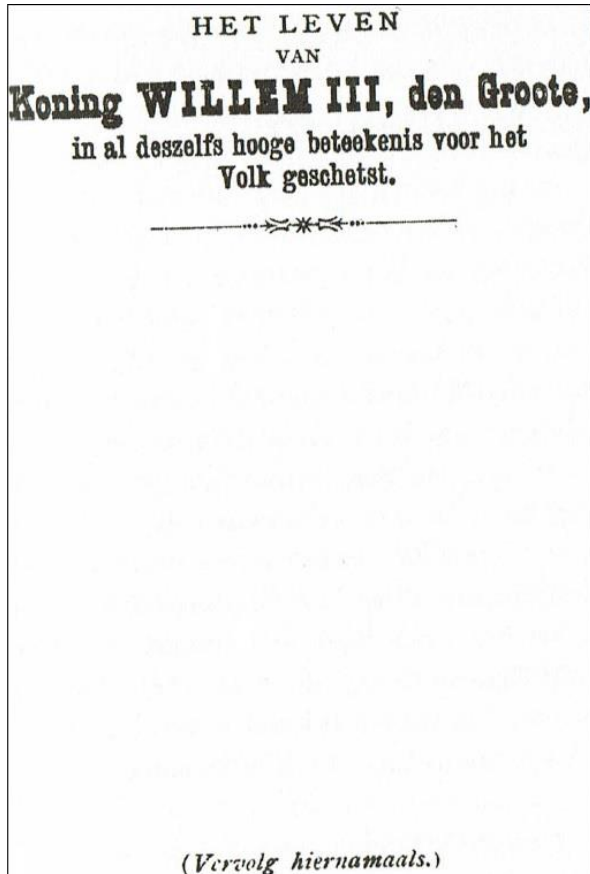 HET LEVEN
VAN
Koning WILLEM III, den Groote,
in al deszelfs hooge beteekenis voor het
Volk geschetst.
(Vervolg hiernamaals.)